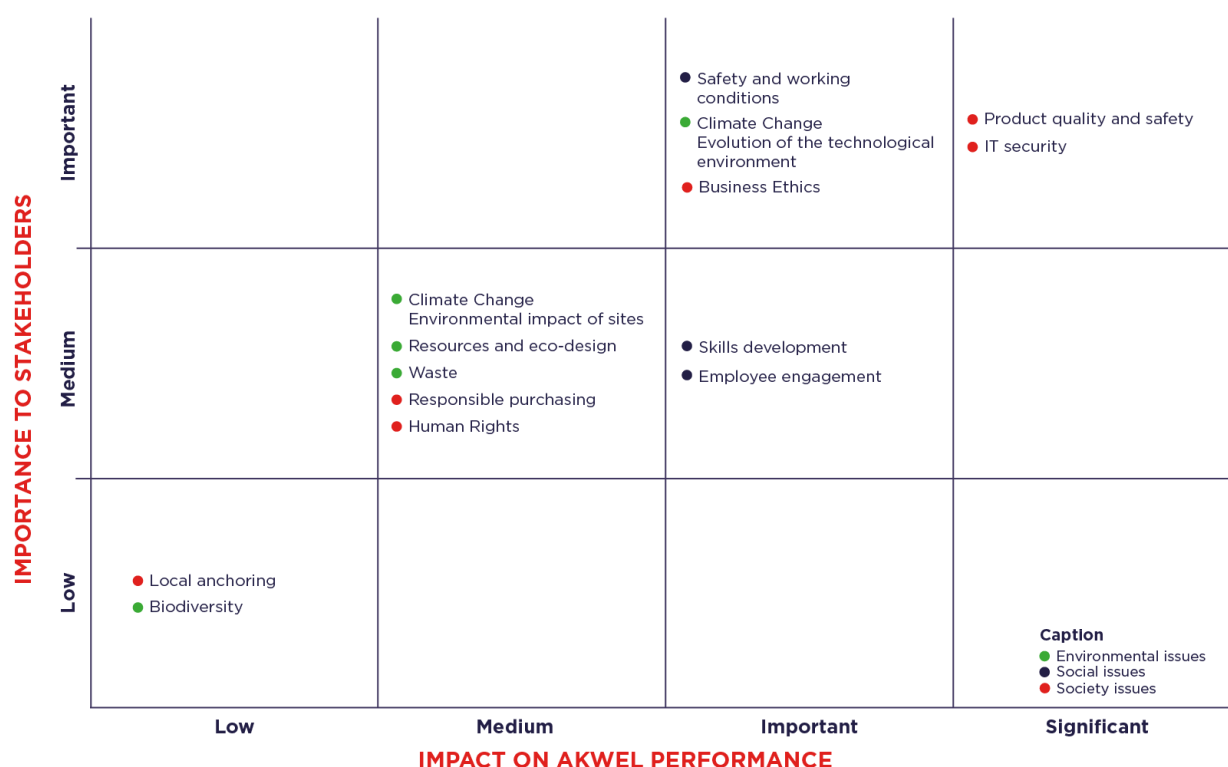 IMPORTANCE TO STAKEHOLDERS
Important
Safety and working
conditions
Climate Change
Evolution of the technological
environment
Business Ethics
Product quality and safety
IT security
Medium
Climate Change
Environmental impact of sites
Resources and eco-design
Waste
Responsible purchasing
Human Rights
Skills development
Employee engagement
Low
Local anchoring
Biodiversity
Caption
Environmental issues
Social issues
Society issues
Low
Medium
Important
Significant
IMPACT ON AKWEL PERFORMANCE